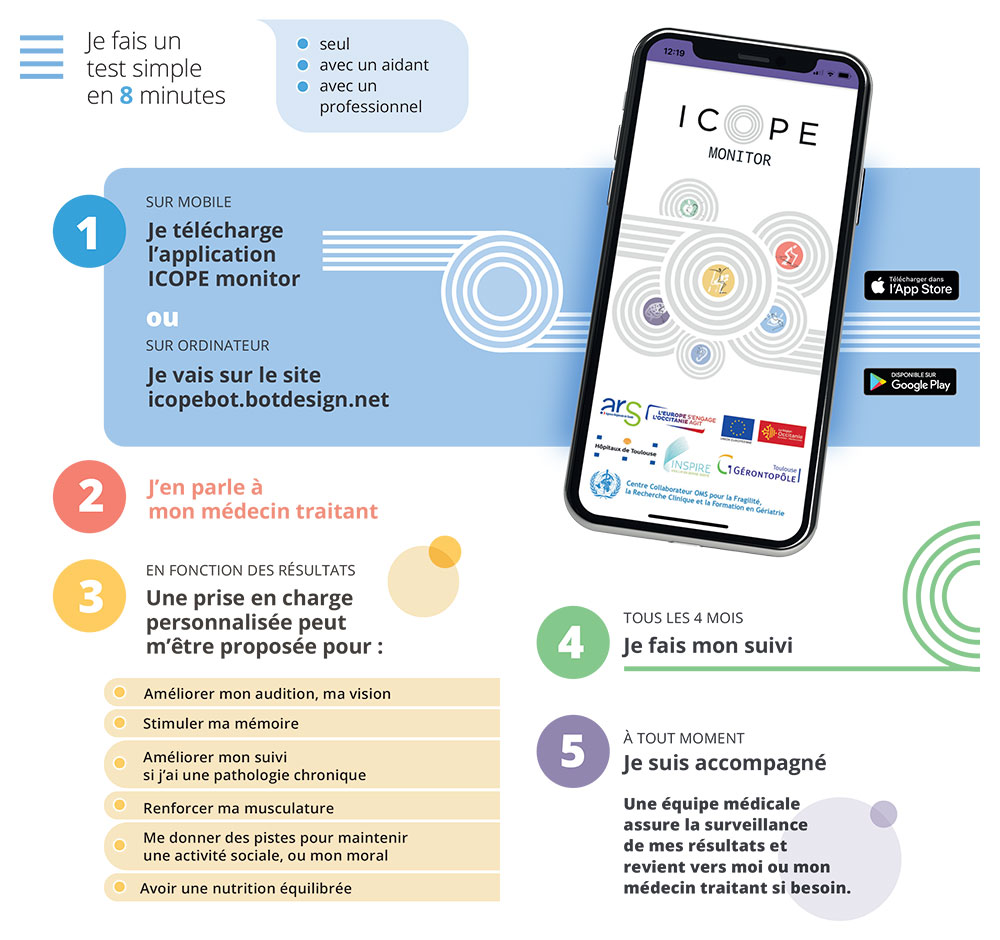 Je fais un
test simple
en 8 minutes
seul
avec un aidant
avec un
professionnel
1
SUR MOBILE
Je télécharge
l'application
ICOPE monitor
ou
SUR ORDINATEUR
Je vais sur le site
icopebot.botdesign.net
12:19
ICOPE
MONITOR
ars
L'EUROPE S'ENGAGE
L'OCCITANIE AGIT
UNION EUROPÉENNE
Occitanie
Hôpitaux de Toulouse
INSPIRE
Toulouse
GÉRONTOPÔLE
Centre Collaborateur OMS pour la Fragilité,
la Recherche Clinique et la Formation en Gériatrie
Télécharger dans
l'App Store
DISPONIBLE SUR
Google Play
2
J'en parle à
mon médecin traitant
3
EN FONCTION DES RÉSULTATS
Une prise en charge
personnalisée peut
m'être proposée pour :
Améliorer mon audition, ma vision
Stimuler ma mémoire
Améliorer mon suivi
si j'ai une pathologie chronique
Renforcer ma musculature
Me donner des pistes pour maintenir
une activité sociale, ou mon moral
Avoir une nutrition équilibrée
4
TOUS LES 4 MOIS
Je fais mon suivi
5
À TOUT MOMENT
Je suis accompagné
Une équipe médicale
assure la surveillance
de mes résultats et
revient vers moi ou mon
médecin traitant si besoin.